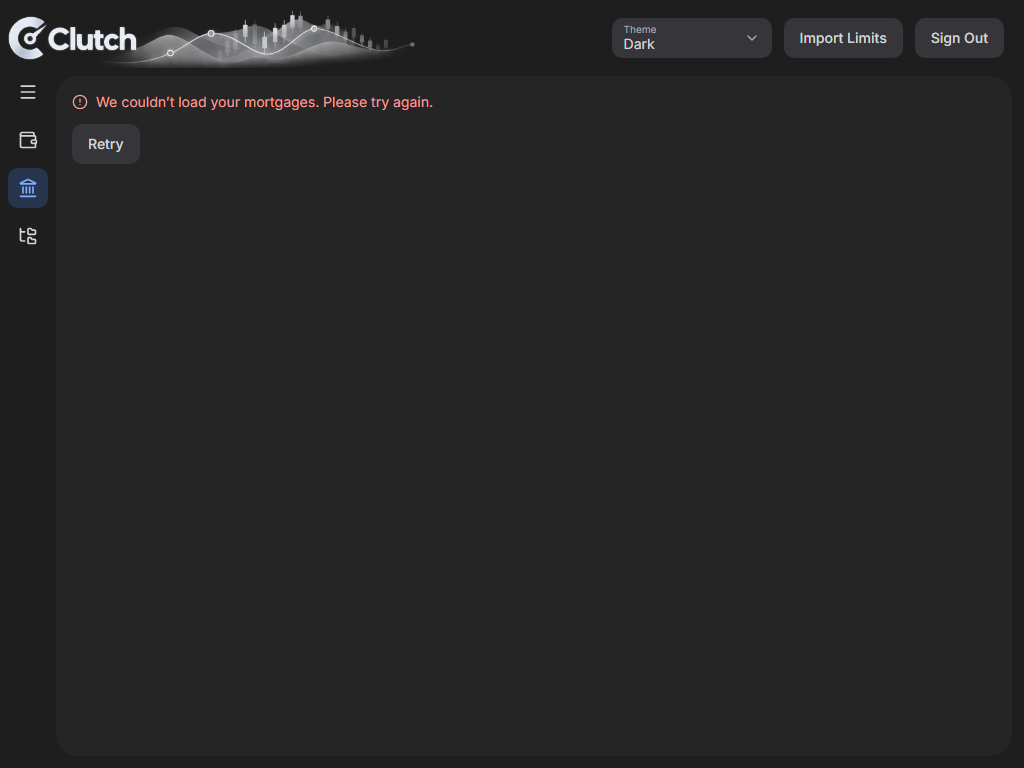 Clutch
Theme
Dark
Import Limits
Sign Out
We couldn’t load your mortgages. Please try again.
Retry